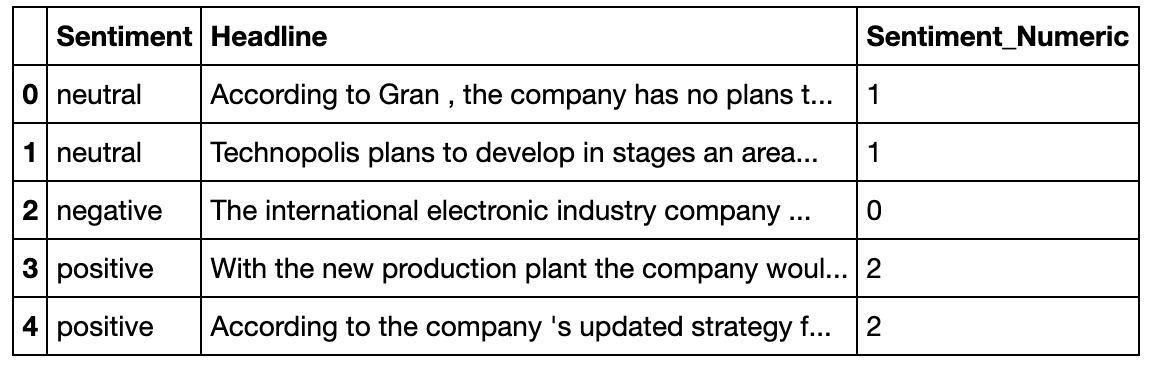 Sentiment Headline Sentiment_Numeric
0 neutral According to Gran , the company has no plans t... 1
1 neutral Technopolis plans to develop in stages an area... 1
2 negative The international electronic industry company ... 0
3 positive With the new production plant the company woul... 2
4 positive According to the company 's updated strategy f... 2